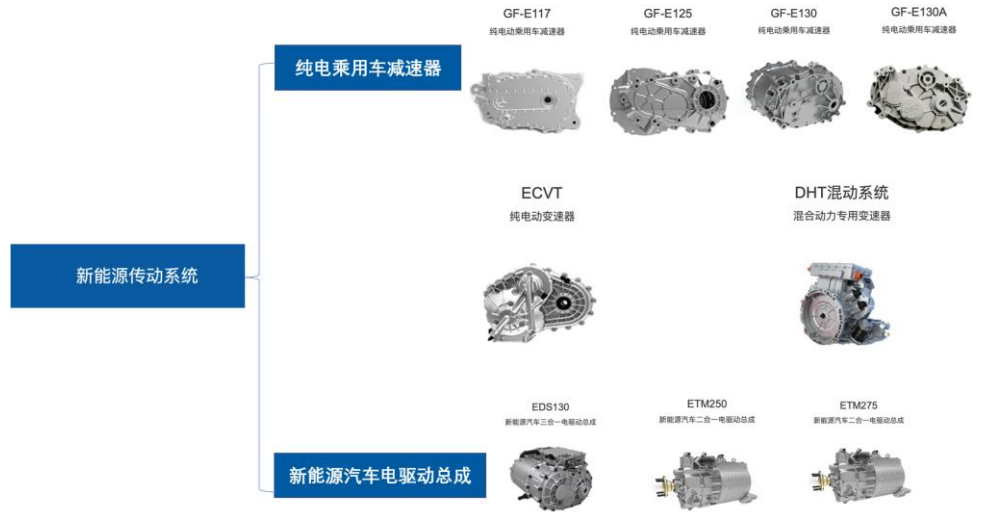 GF-E117
纯电动乘用车减速器
GF-E125
纯电动乘用车减速器
GF-E130
纯电动乘用车减速器
GF-E130A
纯电动乘用车减速器
纯电乘用车减速器
ECVT
纯电动变速器
DHT混动系统
混合动力专用变速器
新能源传动系统
EDS130
新能源汽车三合一电驱动总成
ETM250
新能源汽车二合一电驱动总成
ETM275
新能源汽车二合一电驱动总成
新能源汽车电驱动总成